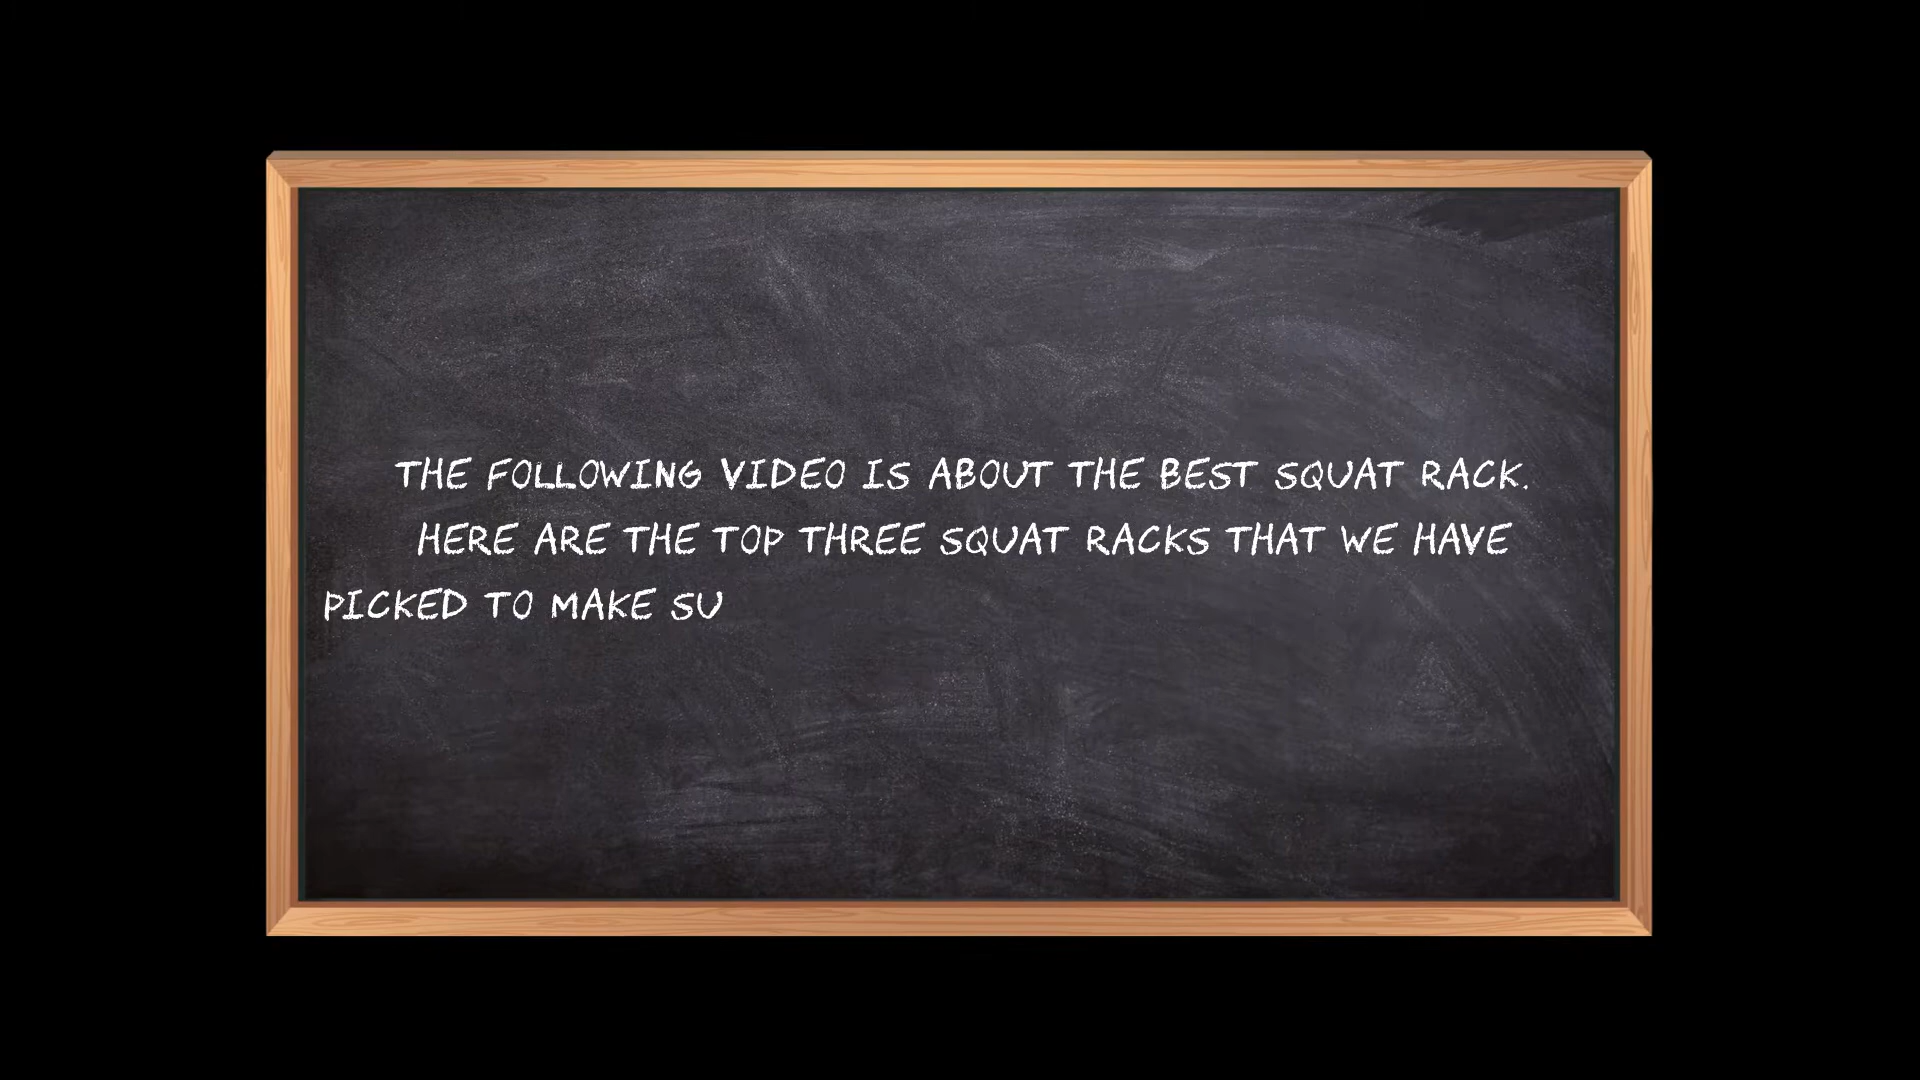 THE FOLLOWING VIDEO IS ABOUT THE BEST SQUAT RACK.
HERE ARE THE TOP THREE SQUAT RACKS THAT WE HAVE
PICKED TO MAKE SU